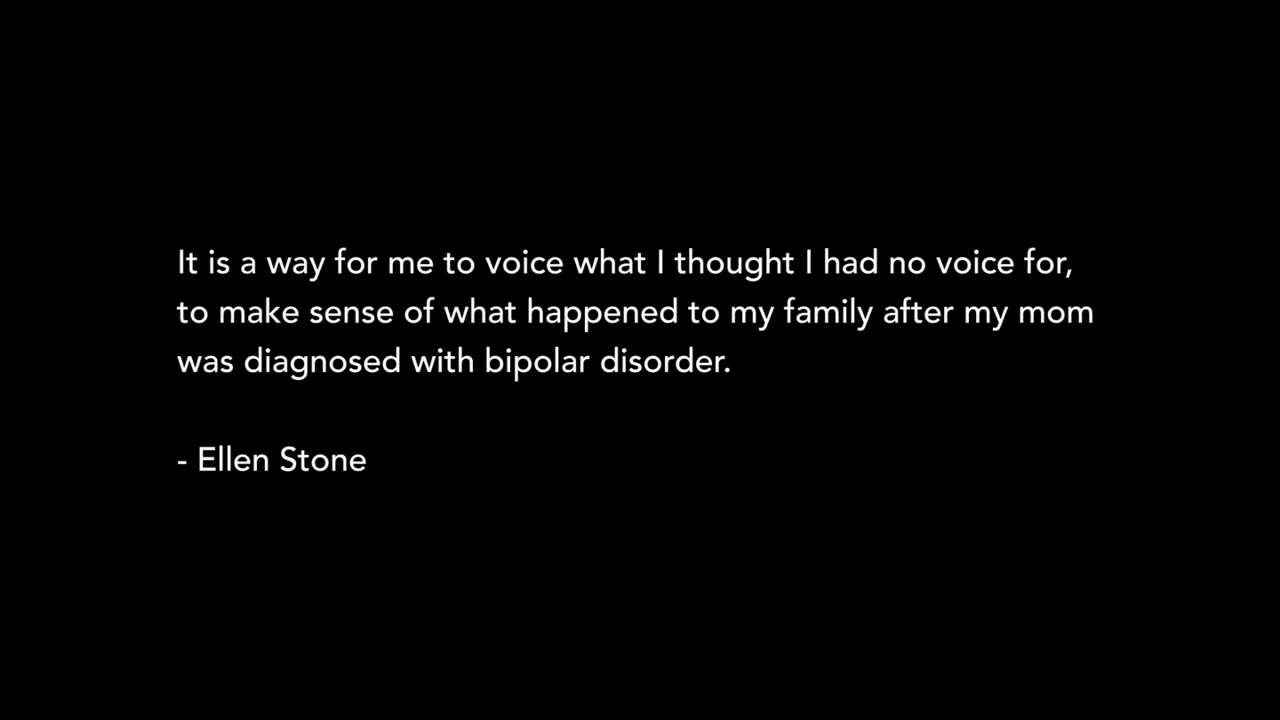 It is a way for me to voice what I thought I had no voice for,
to make sense of what happened to my family after my mom
was diagnosed with bipolar disorder.
- Ellen Stone